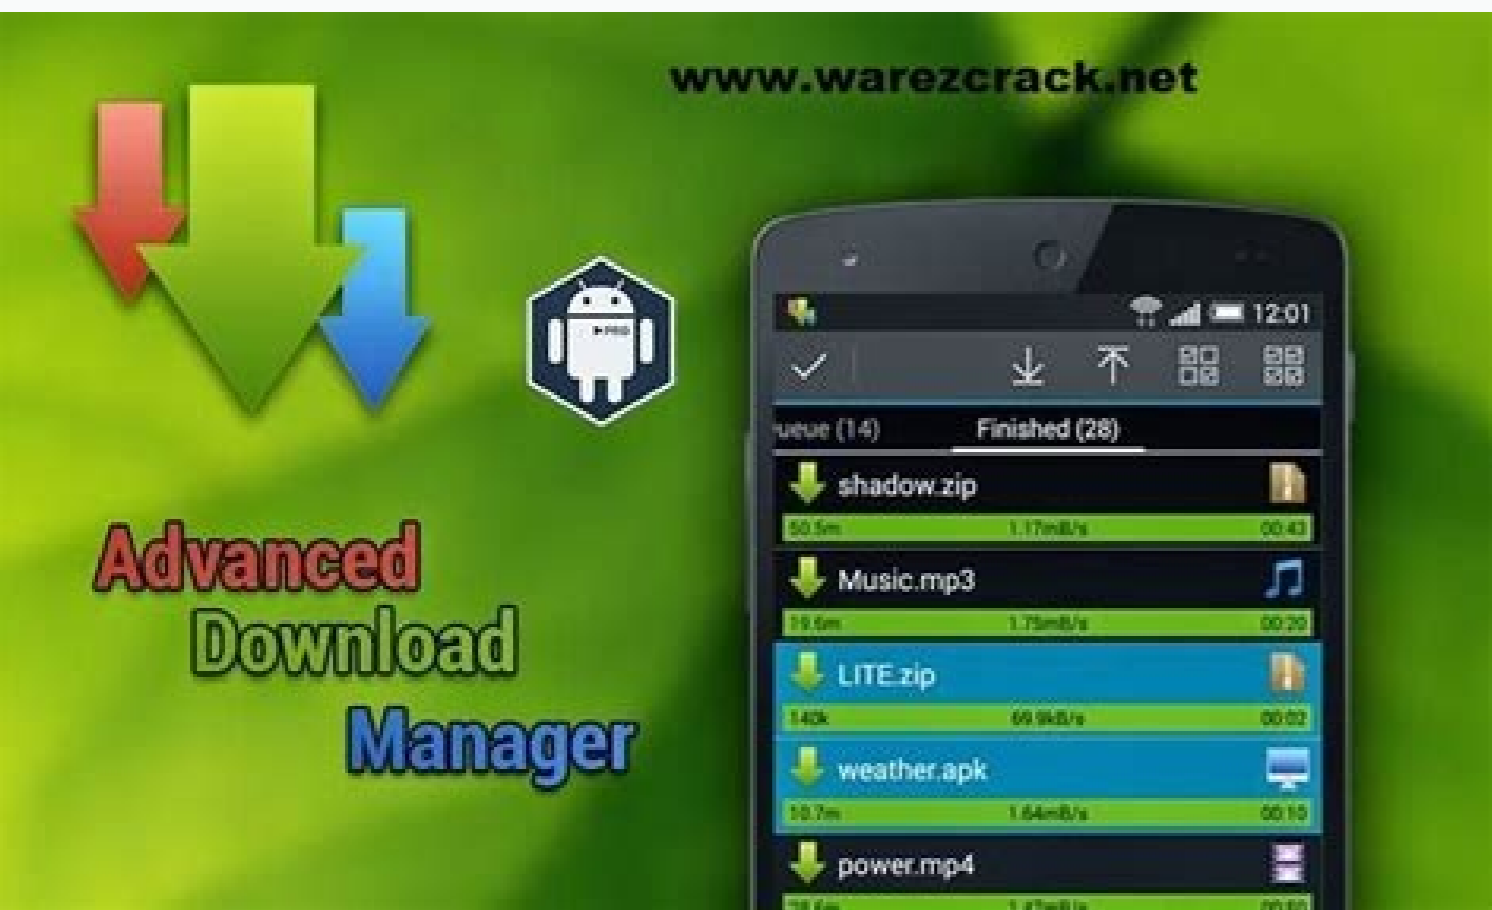 www.warezcrack.net
Advanced
Download
Manager
PRO
12:01
ueue (14) Finished (28)
shadow.zip
50.5m 1.17mB/s 00:43
Music.mp3
19.6m 1.75mB/s 00:20
LITE.zip
140k 69.9kB/s 00:02
weather.apk
10.7m 1.64mB/s 00:10
power.mp4